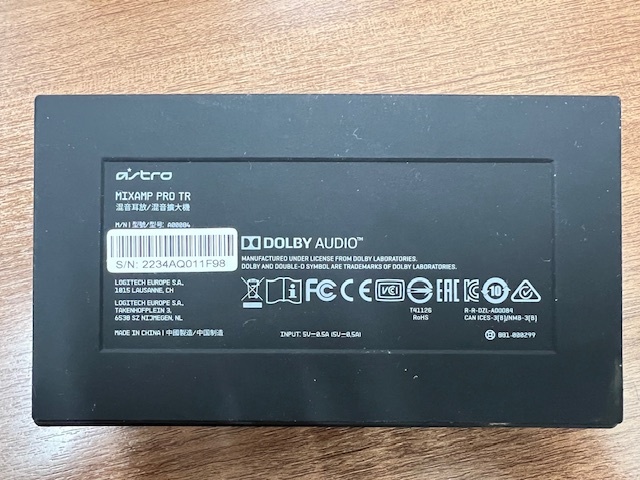 astro
MIXAMP PRO TR
混音耳放/混音擴大機
M/N | 型號/型号: A00084
S/N: 2234AQ011F98
DOLBY AUDIO™
MANUFACTURED UNDER LICENSE FROM DOLBY LABORATORIES.
DOLBY AND DOUBLE-D SYMBOL ARE TRADEMARKS OF DOLBY LABORATORIES.
LOGITECH EUROPE S.A.
1015 LAUSANNE, CH
LOGITECH EUROPE S.A.
TAKENHOFPLEIN 3,
6538 SZ NIJMEGEN, NL
FC CE VCI EAC 10
T41126
RoHS
R-R-DZL-A00084
CAN ICES-3(B)/NMB-3(B)
MADE IN CHINA | 中國製造/中国制造
INPUT: 5V⎓0.5A (5V⎓0.5A)
001-000299